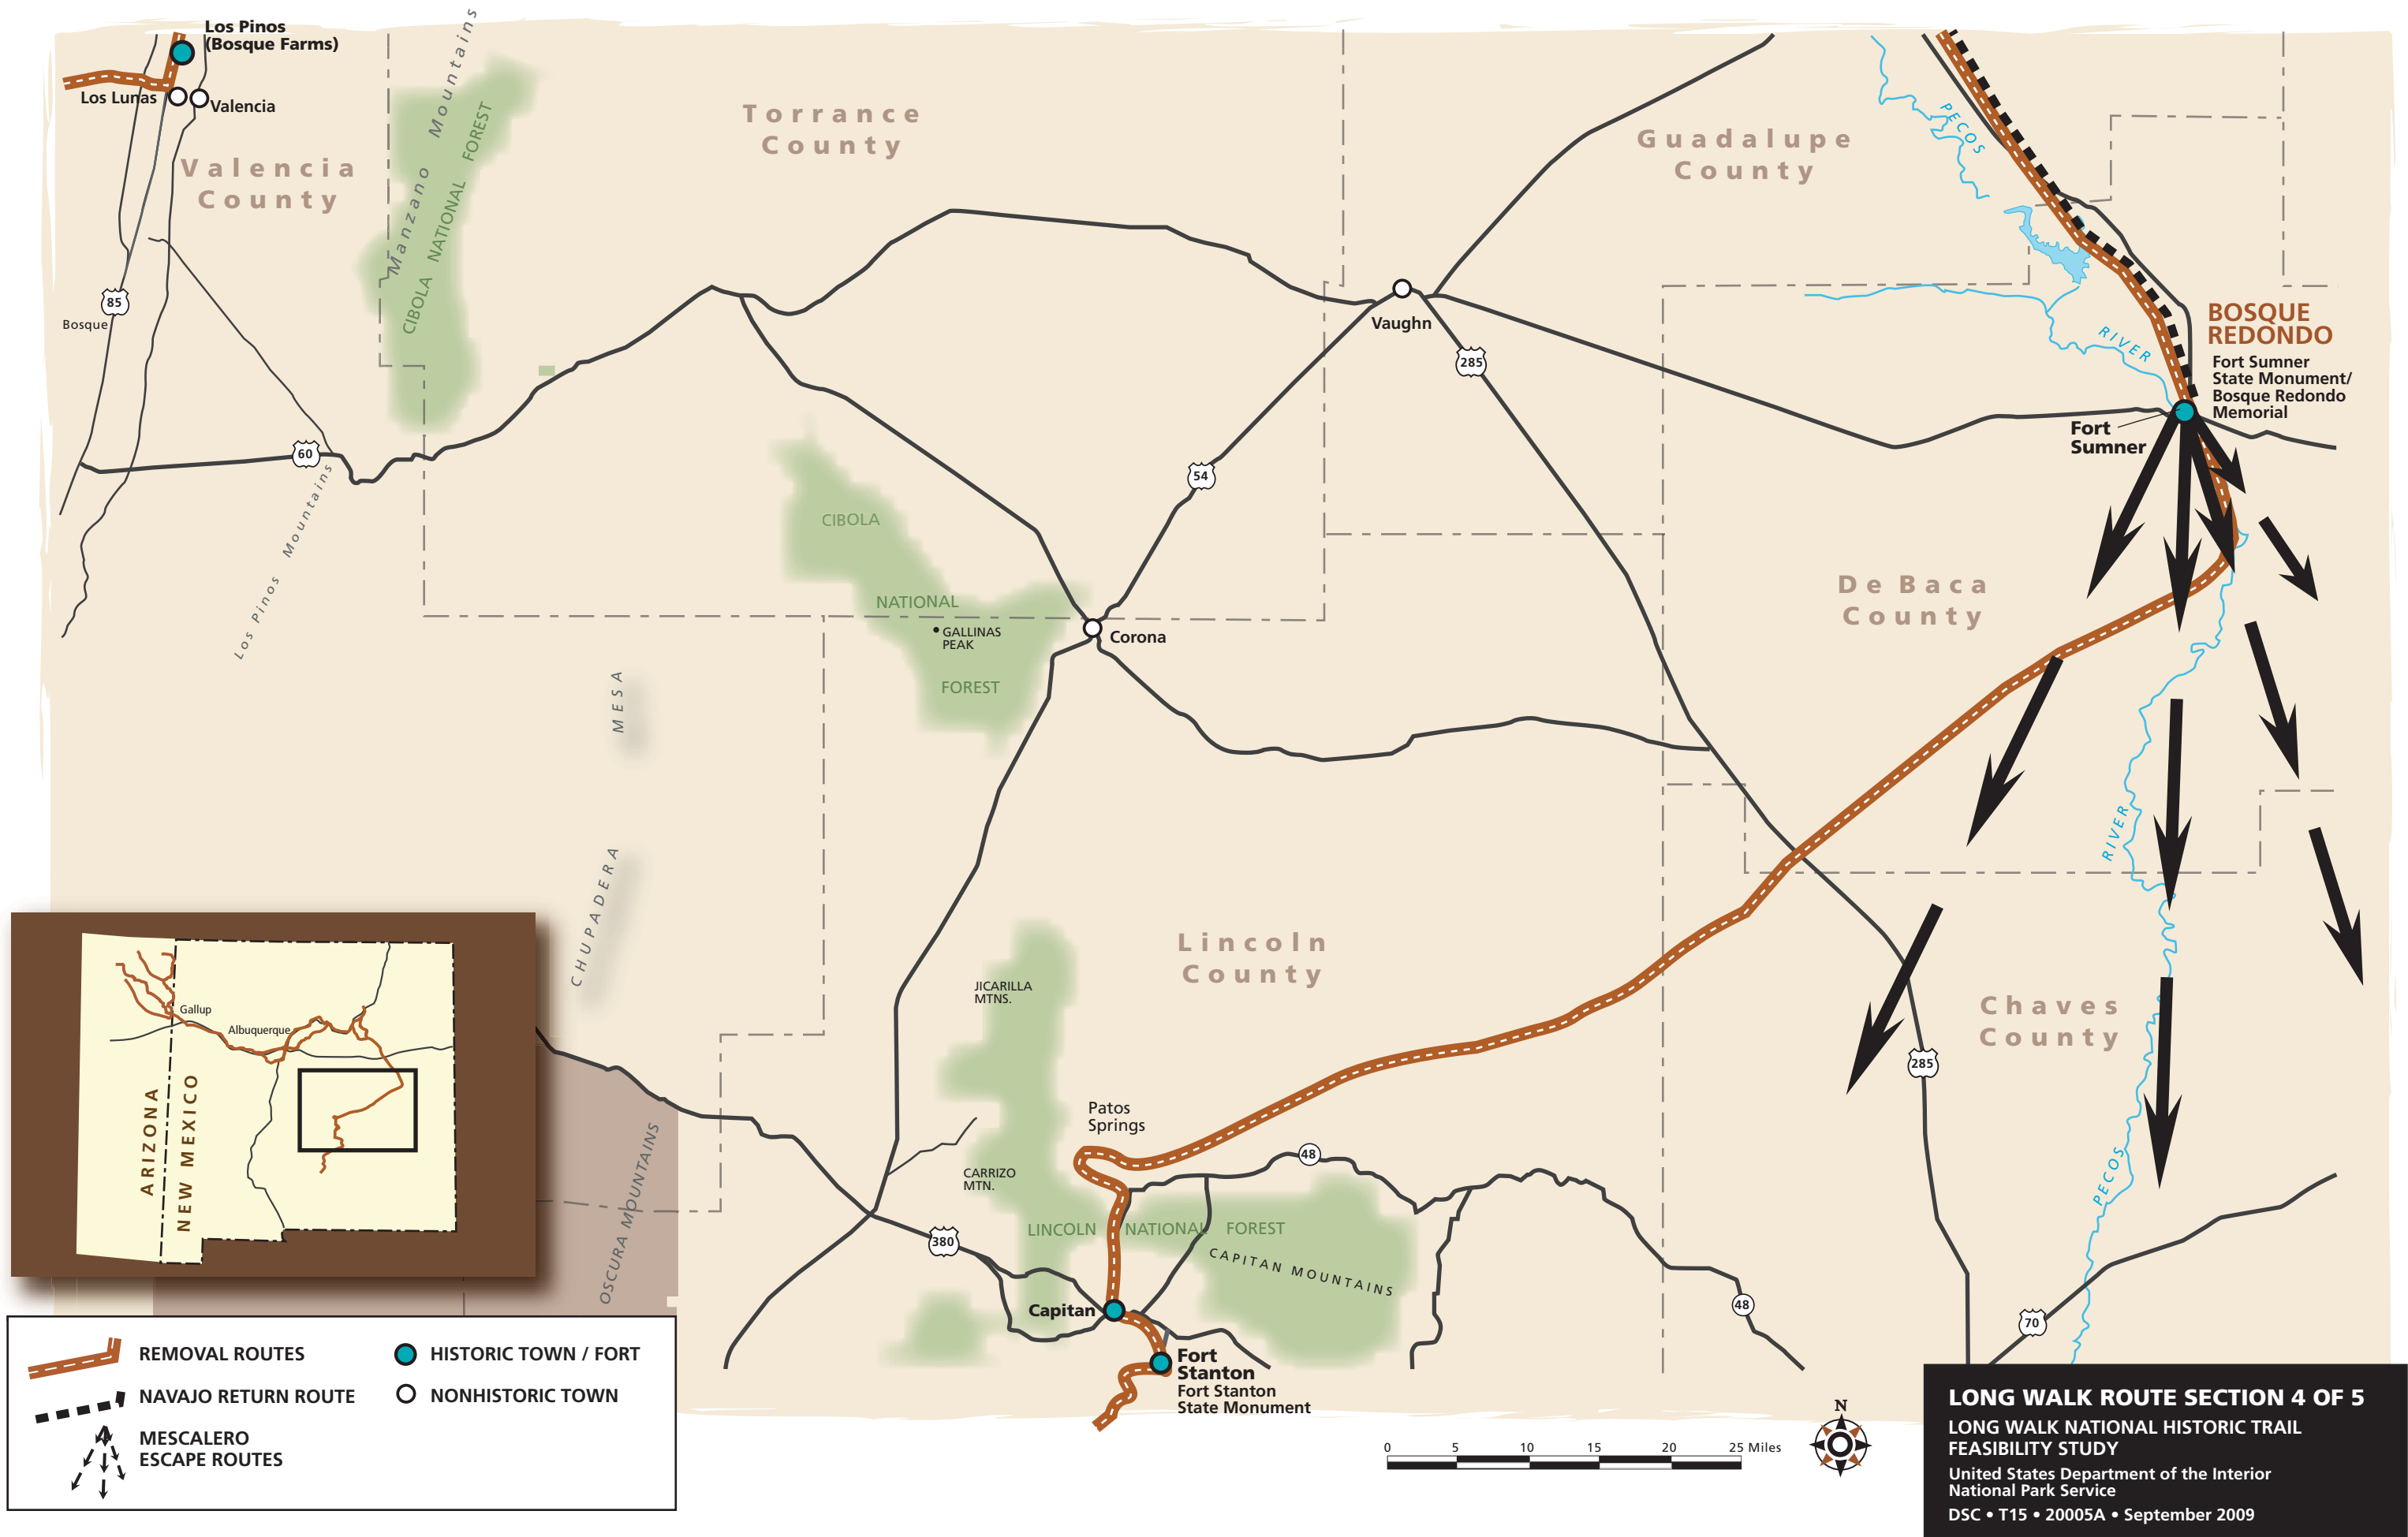 Los Pinos
(Bosque Farms)
Los Lunas
Valencia
Valencia
County
Manzano Mountains
CIBOLA NATIONAL FOREST
Torrance
County
Guadalupe
County
PECOS
RIVER
85
Bosque
60
Los Pinos Mountains
Vaughn
285
54
BOSQUE
REDONDO
Fort Sumner
State Monument/
Bosque Redondo
Memorial
Fort
Sumner
CIBOLA
NATIONAL
GALLINAS
PEAK
FOREST
Corona
De Baca
County
CHUPADERA MESA
RIVER
PECOS
Lincoln
County
JICARILLA
MTNS.
Chaves
County
285
Patos
Springs
CARRIZO
MTN.
48
LINCOLN NATIONAL FOREST
CAPITAN MOUNTAINS
380
OSCURA MOUNTAINS
Capitan
48
70
Fort
Stanton
Fort Stanton
State Monument
Gallup
Albuquerque
ARIZONA
NEW MEXICO
REMOVAL ROUTES
NAVAJO RETURN ROUTE
MESCALERO
ESCAPE ROUTES
HISTORIC TOWN / FORT
NONHISTORIC TOWN
0 5 10 15 20 25 Miles
N
LONG WALK ROUTE SECTION 4 OF 5
LONG WALK NATIONAL HISTORIC TRAIL
FEASIBILITY STUDY
United States Department of the Interior
National Park Service
DSC • T15 • 20005A • September 2009